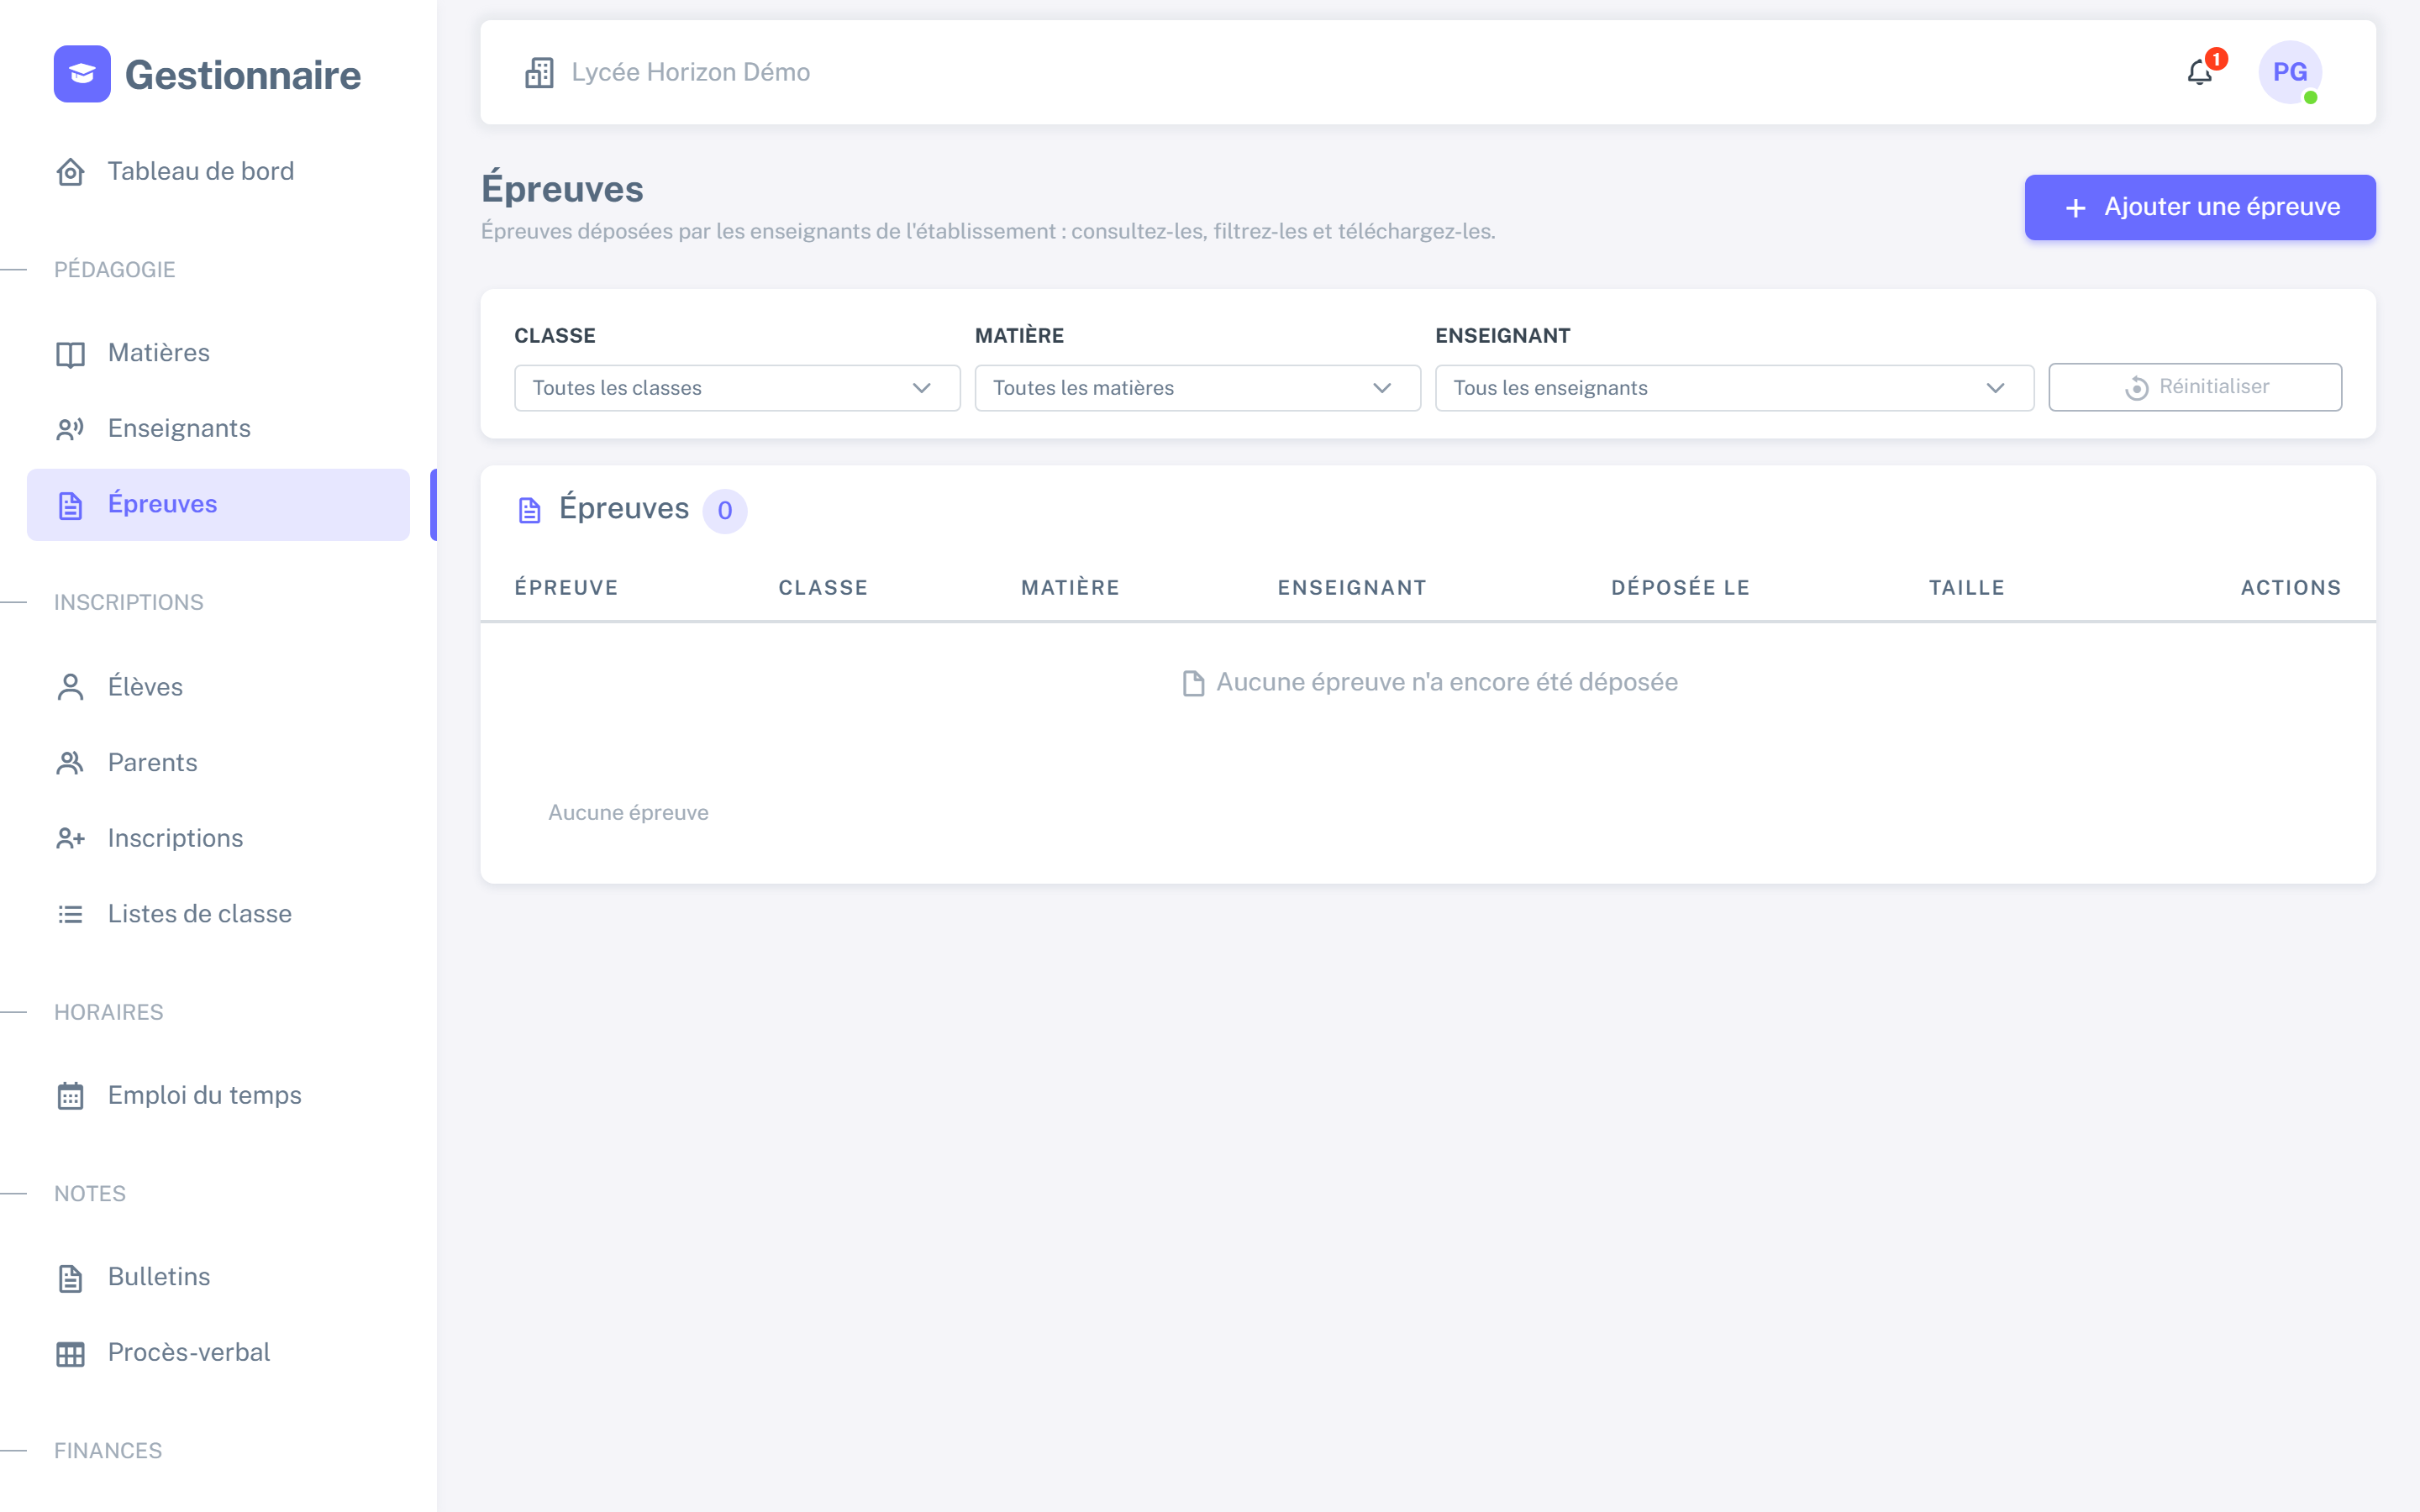 Gestionnaire
Tableau de bord
PÉDAGOGIE
Matières
Enseignants
Épreuves
INSCRIPTIONS
Élèves
Parents
Inscriptions
Listes de classe
HORAIRES
Emploi du temps
NOTES
Bulletins
Procès-verbal
FINANCES
Lycée Horizon Démo
1
PG
Épreuves
Épreuves déposées par les enseignants de l'établissement : consultez-les, filtrez-les et téléchargez-les.
Ajouter une épreuve
CLASSE MATIÈRE ENSEIGNANT
Toutes les classes Toutes les matières Tous les enseignants Réinitialiser
Épreuves 0
ÉPREUVE CLASSE MATIÈRE ENSEIGNANT DÉPOSÉE LE TAILLE ACTIONS
Aucune épreuve n'a encore été déposée
Aucune épreuve